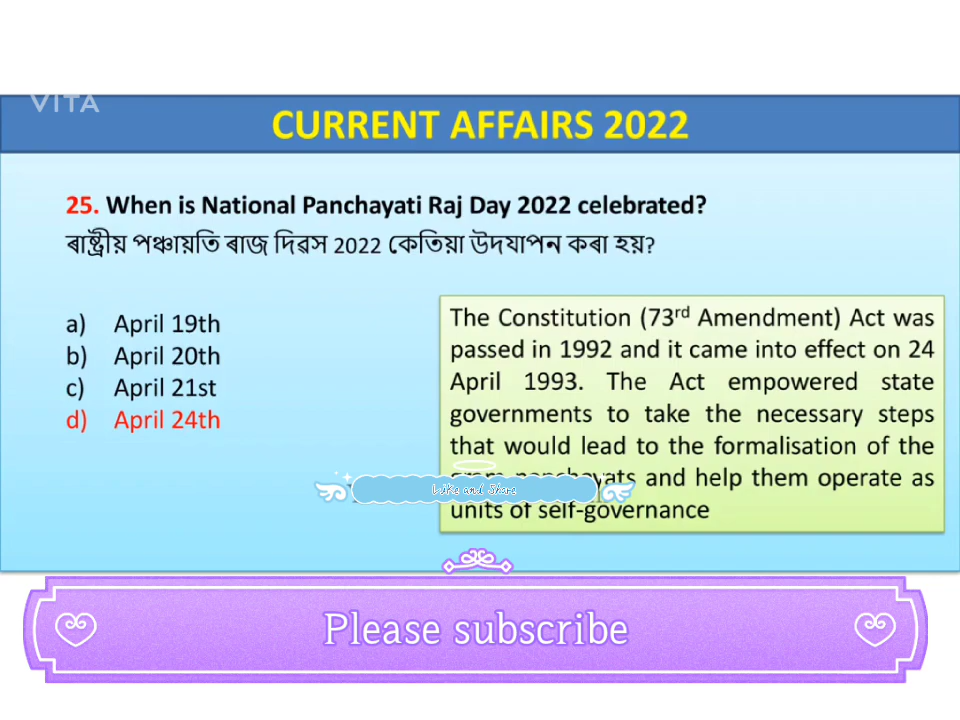 VITA
CURRENT AFFAIRS 2022
25. When is National Panchayati Raj Day 2022 celebrated?
ৰাষ্ট্ৰীয় পঞ্চায়তি ৰাজ দিৱস 2022 কেতিয়া উদযাপন কৰা হয়?
a) April 19th
b) April 20th
c) April 21st
d) April 24th
The Constitution (73rd Amendment) Act was
passed in 1992 and it came into effect on 24
April 1993. The Act empowered state
governments to take the necessary steps
that would lead to the formalisation of the
and help them operate as
units of self-governance
Like and Share
Please subscribe